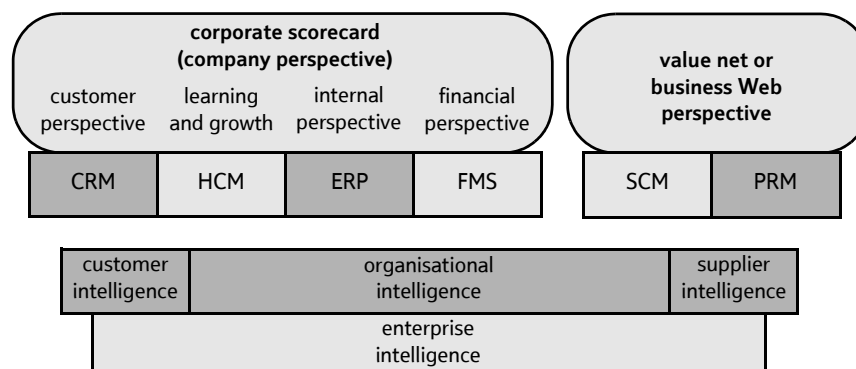 corporate scorecard
(company perspective)
customer perspective
learning and growth
internal perspective
financial perspective
value net or
business Web
perspective
CRM
HCM
ERP
FMS
SCM
PRM
customer
intelligence
organisational
intelligence
supplier
intelligence
enterprise
intelligence